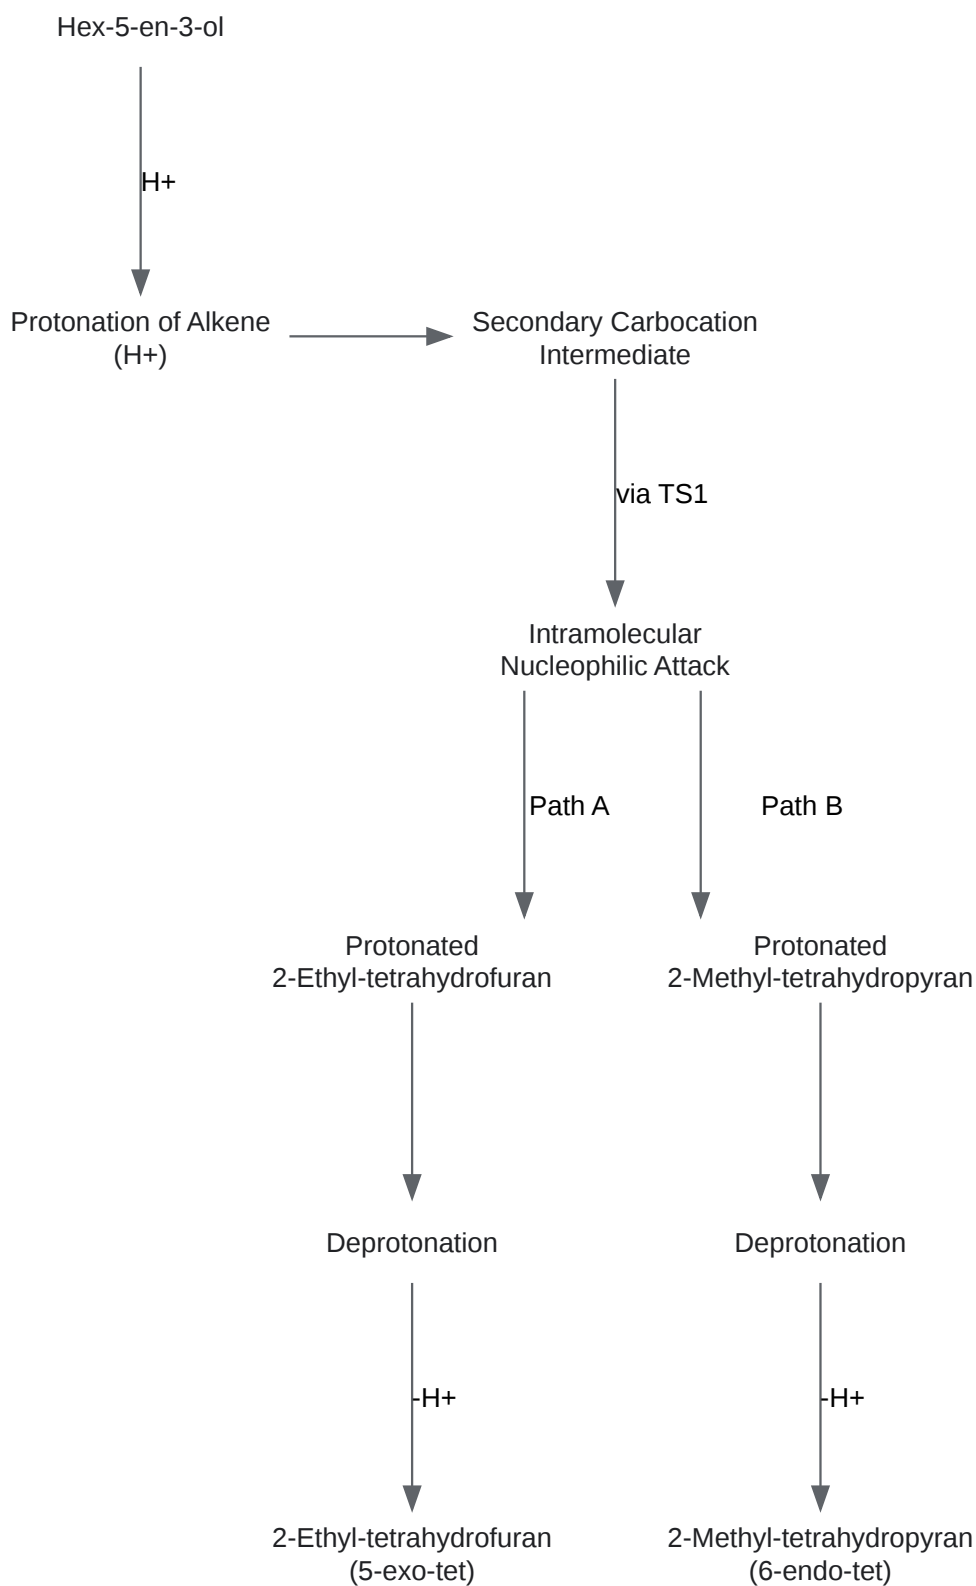 Hex-5-en-3-ol
H+
Protonation of Alkene
(H+)
Secondary Carbocation
Intermediate
via TS1
Intramolecular
Nucleophilic Attack
Path A
Path B
Protonated
2-Ethyl-tetrahydrofuran
Protonated
2-Methyl-tetrahydropyran
Deprotonation
Deprotonation
-H+
-H+
2-Ethyl-tetrahydrofuran
(5-exo-tet)
2-Methyl-tetrahydropyran
(6-endo-tet)